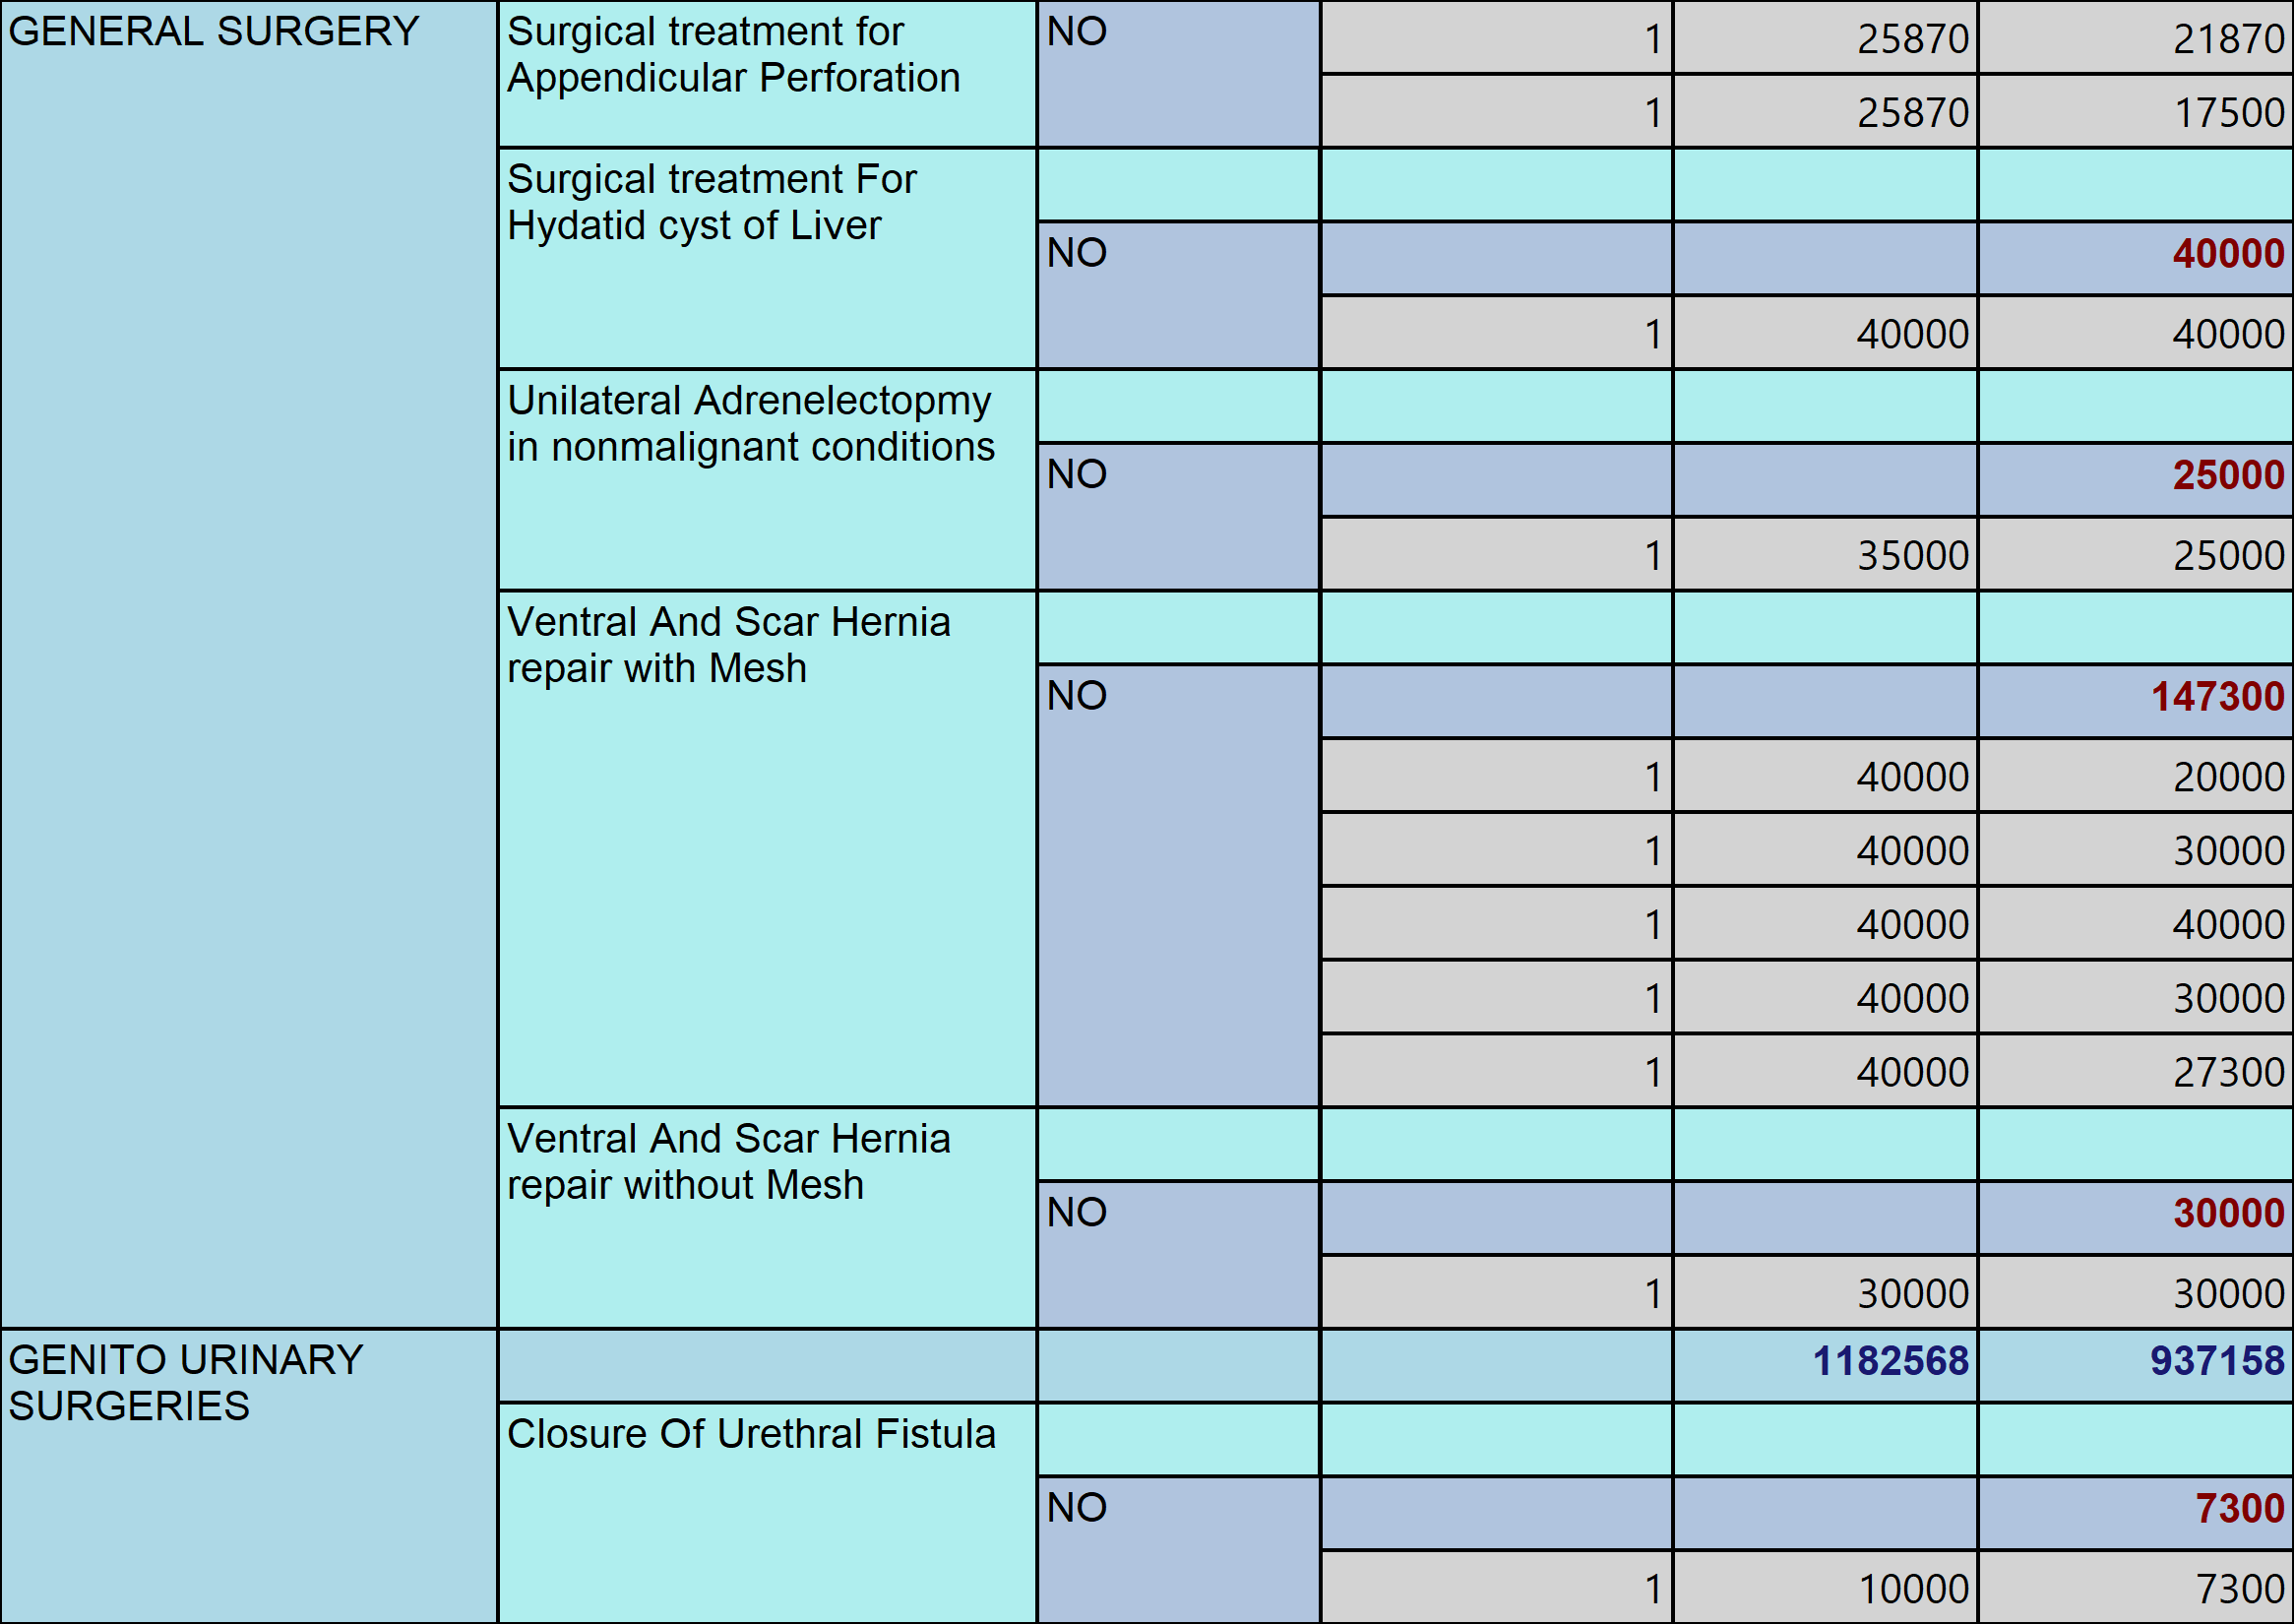 GENERAL SURGERY Surgical treatment for NO 1 25870 21870
Appendicular Perforation
1 25870 17500
Surgical treatment For
Hydatid cyst of Liver
NO 40000
1 40000 40000
Unilateral Adrenelectopmy
in nonmalignant conditions
NO 25000
1 35000 25000
Ventral And Scar Hernia
repair with Mesh
NO 147300
1 40000 20000
1 40000 30000
1 40000 40000
1 40000 30000
1 40000 27300
Ventral And Scar Hernia
repair without Mesh
NO 30000
1 30000 30000
GENITO URINARY 1182568 937158
SURGERIES
Closure Of Urethral Fistula
NO 7300
1 10000 7300